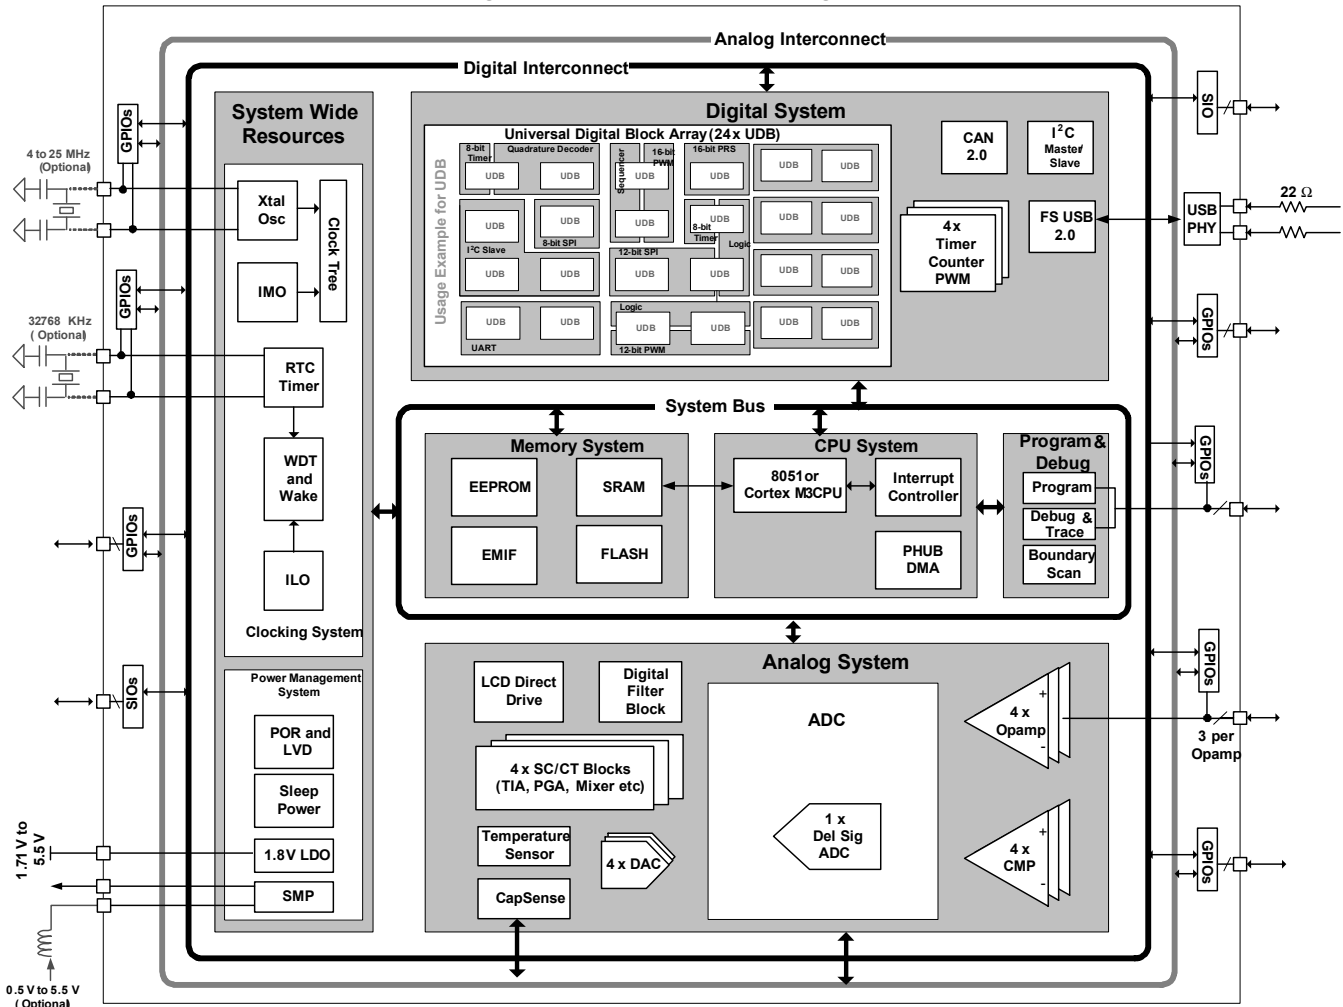 Analog Interconnect
Digital Interconnect
System Wide
Resources
Digital System
Universal Digital Block Array (24 x UDB)
Usage Example for UDB
8-bit
Timer
Quadrature Decoder
Sequencer
16-bit
PWM
16-bit PRS
UDB
UDB
UDB
UDB
UDB
UDB
UDB
UDB
UDB
UDB
UDB
UDB
I²C Slave
8-bit SPI
8-bit
Timer
Logic
12-bit SPI
UDB
UDB
UDB
UDB
UDB
UDB
Logic
UDB
UDB
UDB
UDB
UDB
UDB
UART
12-bit PWM
CAN
2.0
I²C
Master/
Slave
4 x
Timer
Counter
PWM
FS USB
2.0
USB
PHY
22 Ω
SIO
GPIOs
GPIOs
GPIOs
GPIOs
3 per
Opamp
GPIOs
GPIOs
4 to 25 MHz
(Optional)
GPIOs
32768 KHz
( Optional)
GPIOs
SIOs
Xtal
Osc
Clock Tree
IMO
RTC
Timer
WDT
and
Wake
ILO
Clocking System
Power Management
System
POR and
LVD
Sleep
Power
1.8V LDO
SMP
1.71 V to
5.5 V
0.5 V to 5.5 V
( Optional)
System Bus
Memory System
EEPROM
SRAM
EMIF
FLASH
CPU System
8051 or
Cortex M3CPU
Interrupt
Controller
PHUB
DMA
Program &
Debug
Program
Debug &
Trace
Boundary
Scan
Analog System
LCD Direct
Drive
Digital
Filter
Block
4 x SC/CT Blocks
(TIA, PGA, Mixer etc)
Temperature
Sensor
4 x DAC
CapSense
ADC
1 x
Del Sig
ADC
+
4 x
Opamp
-
+
4 x
CMP
-